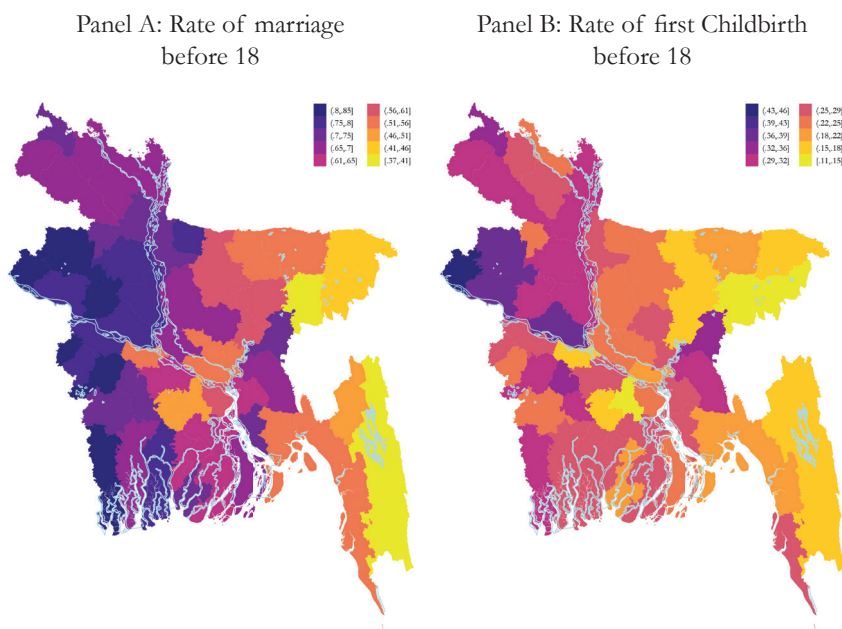 Panel A: Rate of marriage
before 18
Panel B: Rate of first Childbirth
before 18
(.8,.85] (.56,.61]
(.75,.8] (.51,.56]
(.7,.75] (.46,.51]
(.65,.7] (.41,.46]
(.61,.65] [.37,.41]
(.43,.46] (.25,.29]
(.39,.43] (.22,.25]
(.36,.39] (.18,.22]
(.32,.36] (.15,.18]
(.29,.32] [.11,.15]